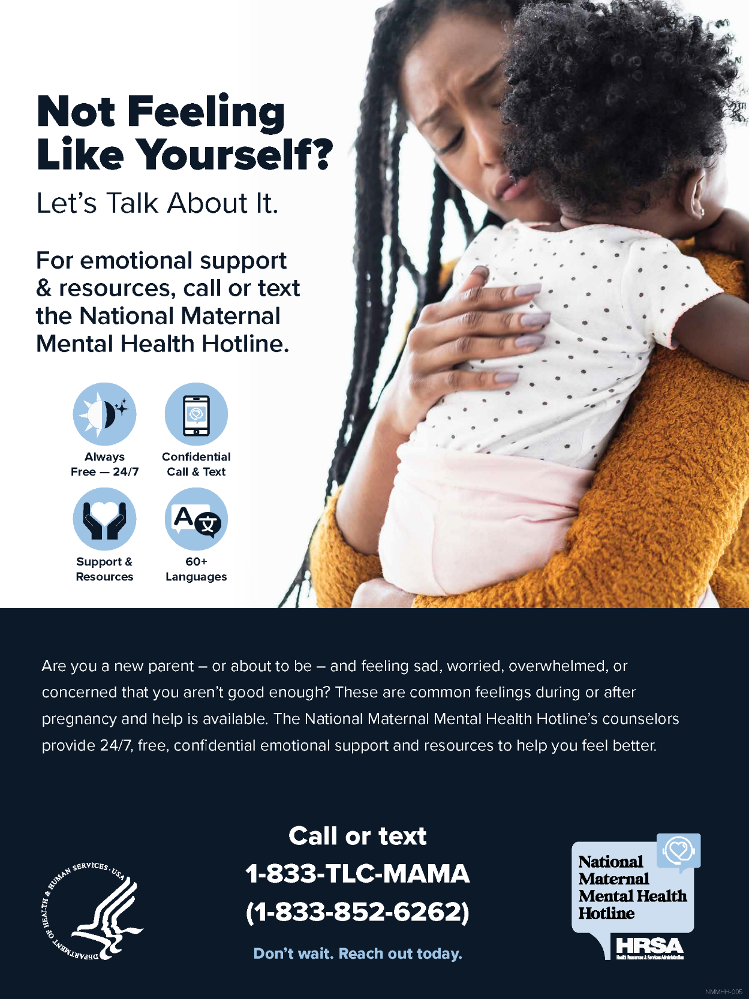 Not Feeling
Like Yourself?
Let's Talk About It.
For emotional support
& resources, call or text
the National Maternal
Mental Health Hotline.
Always
Free — 24/7
Confidential
Call & Text
A
文
Support &
Resources
60+
Languages
Are you a new parent – or about to be – and feeling sad, worried, overwhelmed, or
concerned that you aren't good enough? These are common feelings during or after
pregnancy and help is available. The National Maternal Mental Health Hotline's counselors
provide 24/7, free, confidential emotional support and resources to help you feel better.
Call or text
1-833-TLC-MAMA
(1-833-852-6262)
Don't wait. Reach out today.
DEPARTMENT OF HEALTH & HUMAN SERVICES · USA
National
Maternal
Mental Health
Hotline
HRSA
Health Resources & Services Administration
NMMHH-005